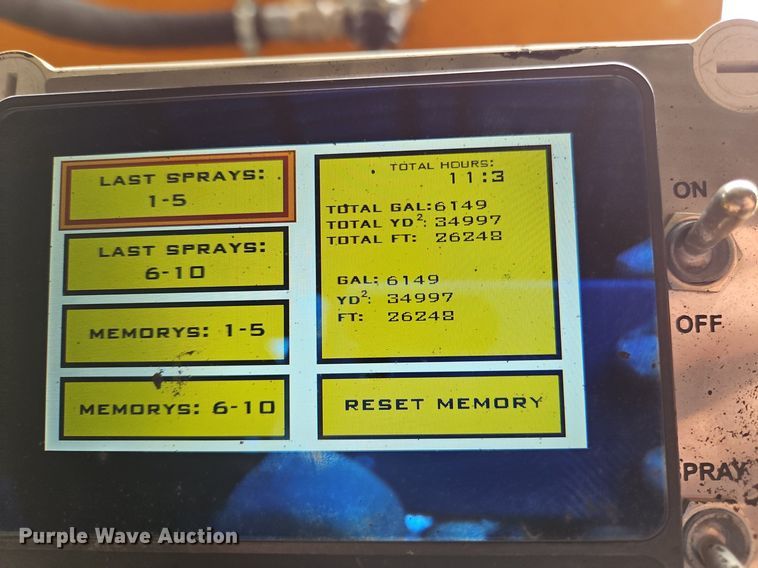 LAST SPRAYS:
1-5
LAST SPRAYS:
6-10
MEMORYS: 1-5
MEMORYS: 6-10
TOTAL HOURS:
11:3
TOTAL GAL:6149
TOTAL YD²: 34997
TOTAL FT: 26248
GAL: 6149
YD²: 34997
FT: 26248
RESET MEMORY
ON
OFF
PRAY
Purple Wave Auction